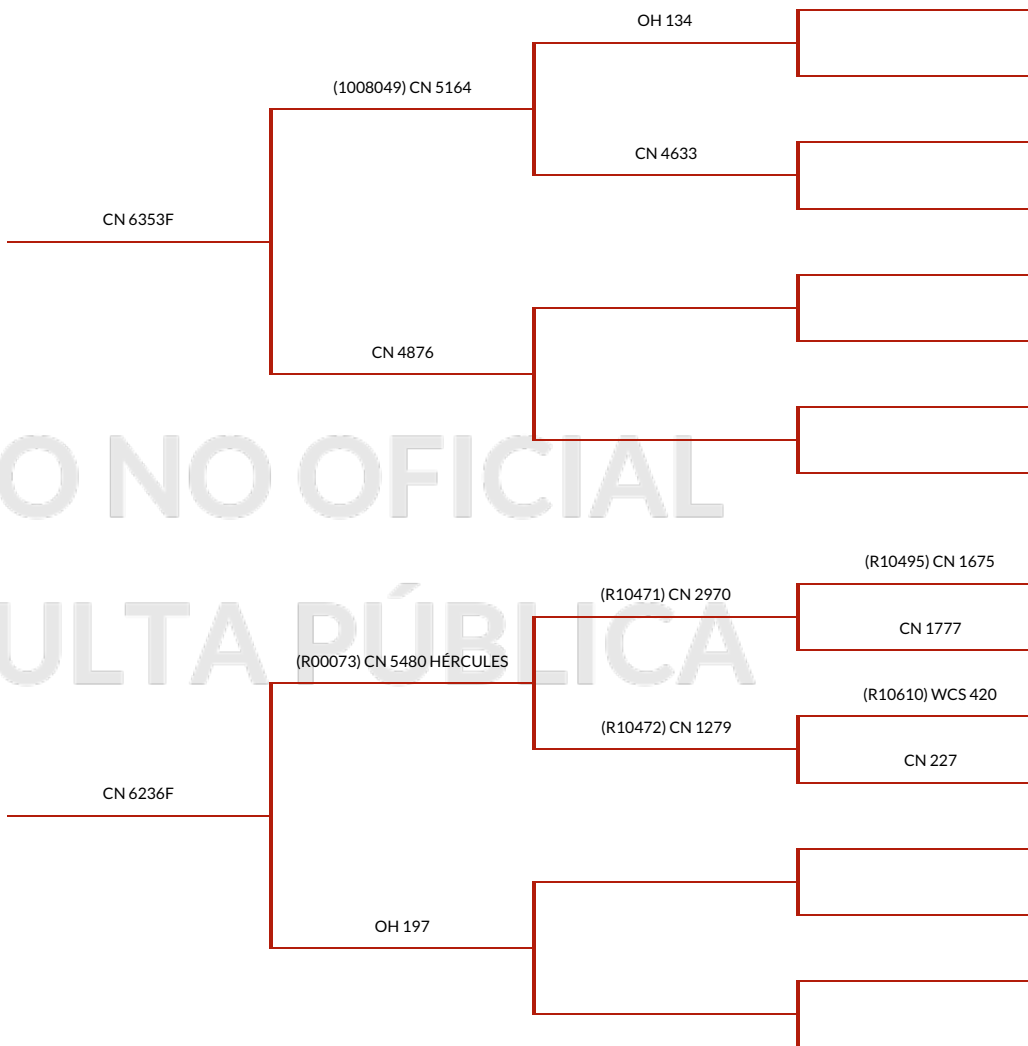 OH 134
(1008049) CN 5164
CN 4633
CN 6353F
CN 4876
O NO OFICIAL
(R10495) CN 1675
(R10471) CN 2970
CN 1777
ULTA PÚBLICA
(R00073) CN 5480 HÉRCULES
(R10610) WCS 420
(R10472) CN 1279
CN 227
CN 6236F
OH 197